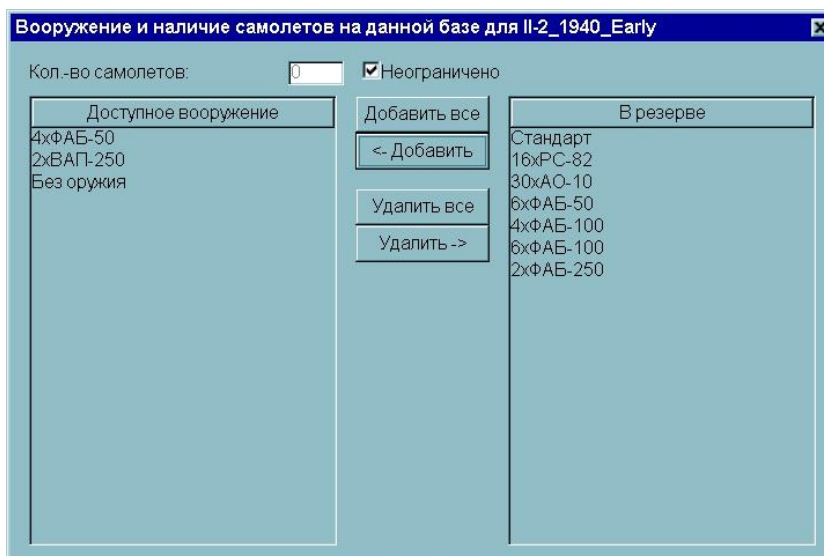 Вооружение и наличие самолетов на данной базе для Il-2_1940_Early
Кол.-во самолетов:
0
Неограничено
Доступное вооружение
4xФАБ-50
2xВАП-250
Без оружия
Добавить все
<- Добавить
Удалить все
Удалить ->
В резерве
Стандарт
16xРС-82
30xАО-10
6xФАБ-50
4xФАБ-100
6xФАБ-100
2xФАБ-250